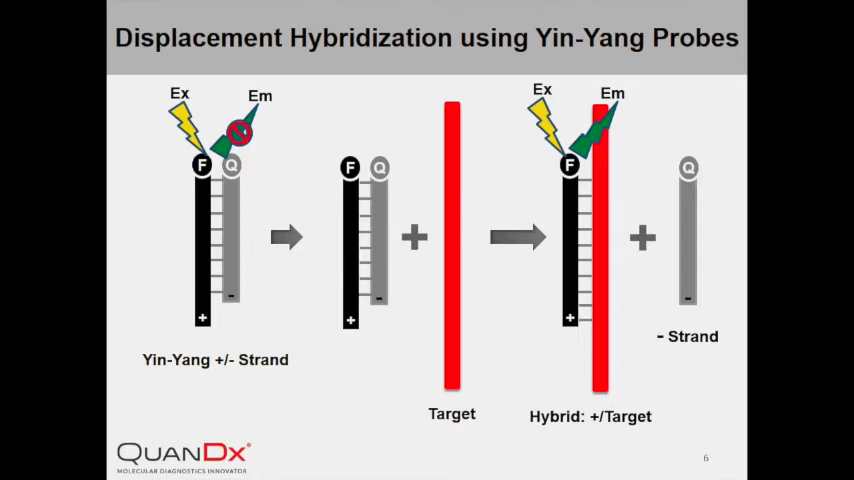 Displacement Hybridization using Yin-Yang Probes
Ex
Em
F
Q
-
+
Yin-Yang +/- Strand
F
Q
-
+
+
Target
Ex
Em
F
+
Hybrid: +/Target
+
Q
-
- Strand
QUANDX®
MOLECULAR DIAGNOSTICS INNOVATOR
6